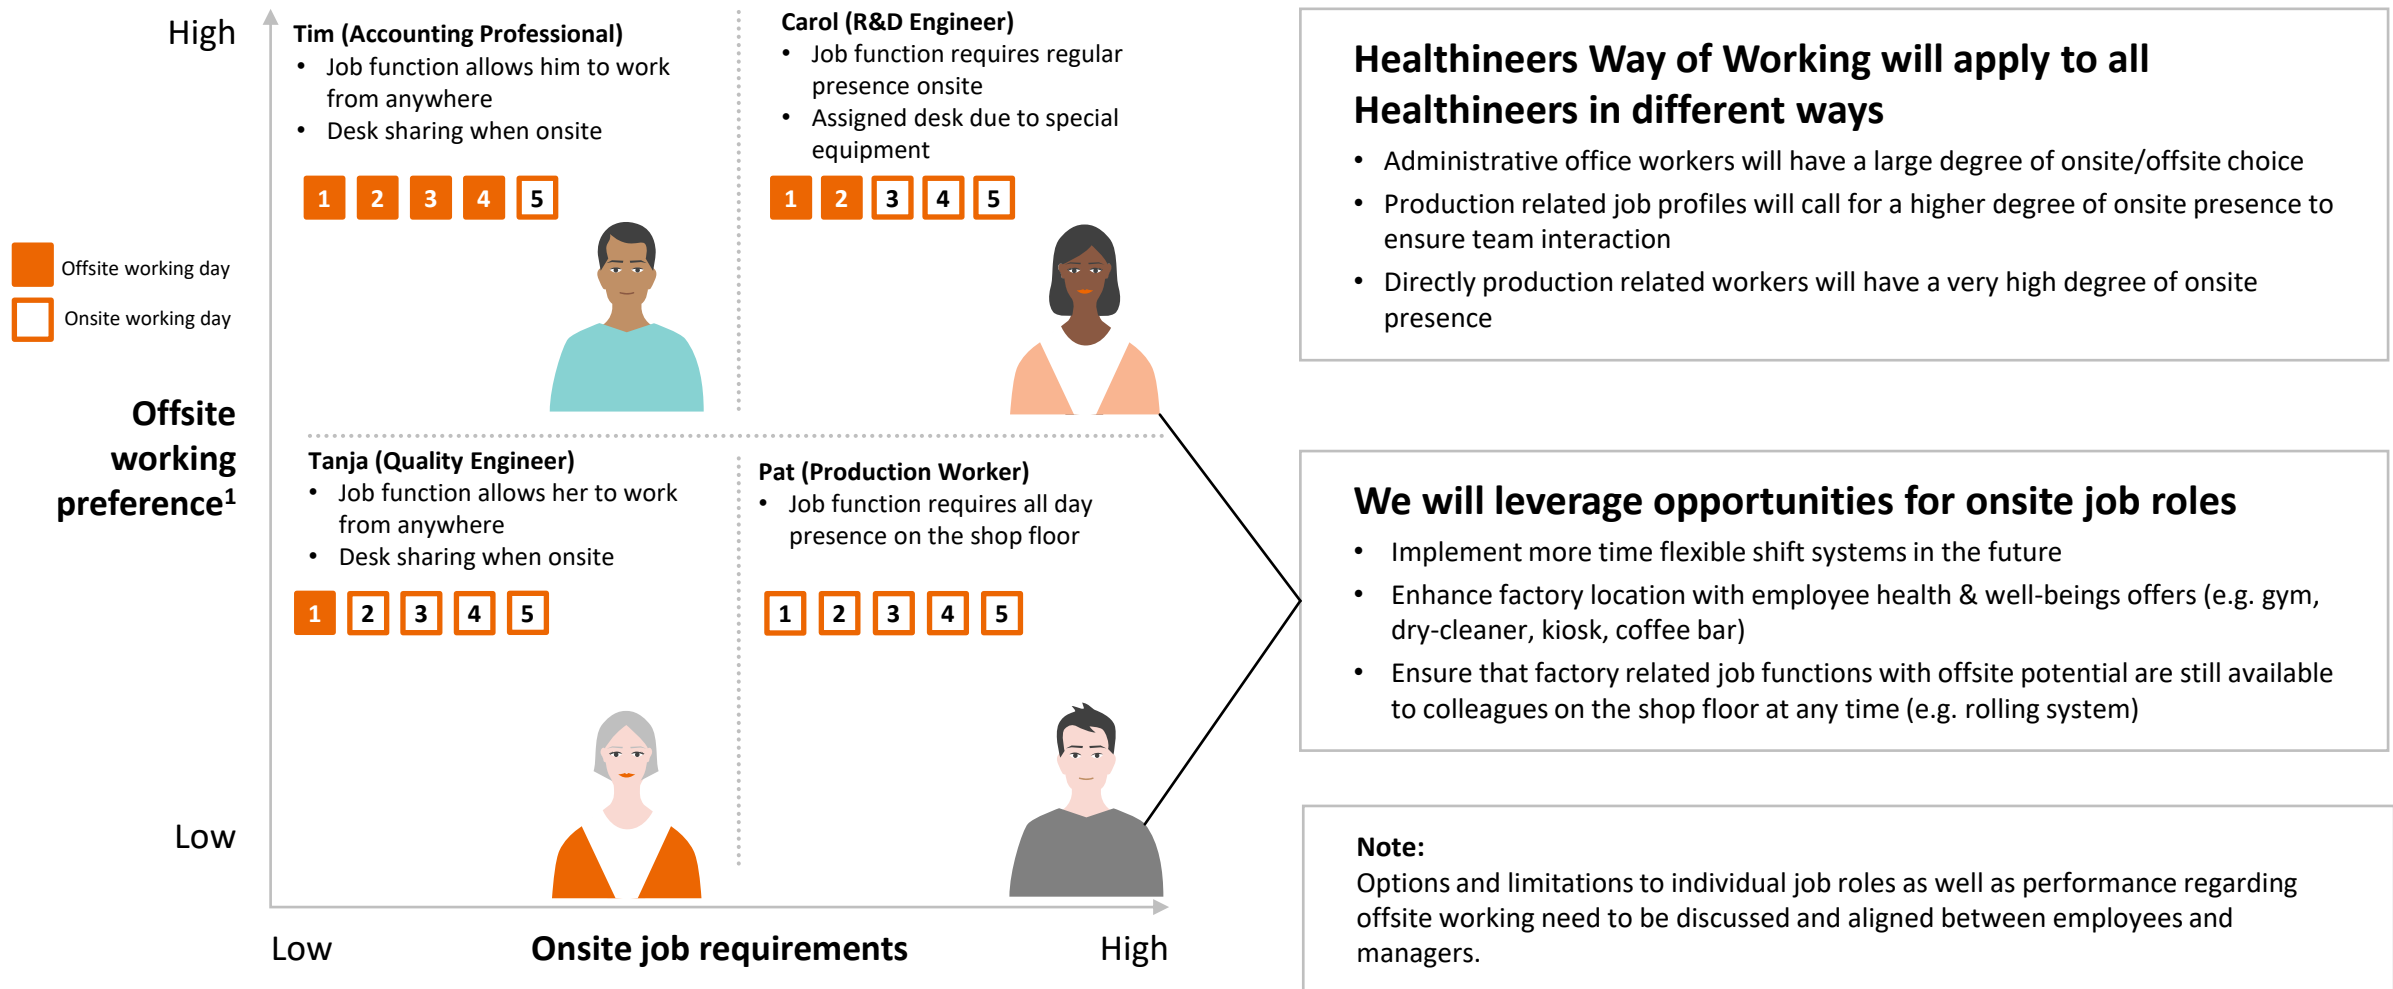 High
Tim (Accounting Professional)
• Job function allows him to work
from anywhere
• Desk sharing when onsite
1 2 3 4 5
Carol (R&D Engineer)
• Job function requires regular
presence onsite
• Assigned desk due to special
equipment
1 2 3 4 5
Offsite working day
Onsite working day
Offsite
working
preference1
Tanja (Quality Engineer)
• Job function allows her to work
from anywhere
• Desk sharing when onsite
1 2 3 4 5
Pat (Production Worker)
• Job function requires all day
presence on the shop floor
1 2 3 4 5
Low
Low
Onsite job requirements
High
Healthineers Way of Working will apply to all
Healthineers in different ways
• Administrative office workers will have a large degree of onsite/offsite choice
• Production related job profiles will call for a higher degree of onsite presence to
ensure team interaction
• Directly production related workers will have a very high degree of onsite
presence
We will leverage opportunities for onsite job roles
• Implement more time flexible shift systems in the future
• Enhance factory location with employee health & well-beings offers (e.g. gym,
dry-cleaner, kiosk, coffee bar)
• Ensure that factory related job functions with offsite potential are still available
to colleagues on the shop floor at any time (e.g. rolling system)
Note:
Options and limitations to individual job roles as well as performance regarding
offsite working need to be discussed and aligned between employees and
managers.